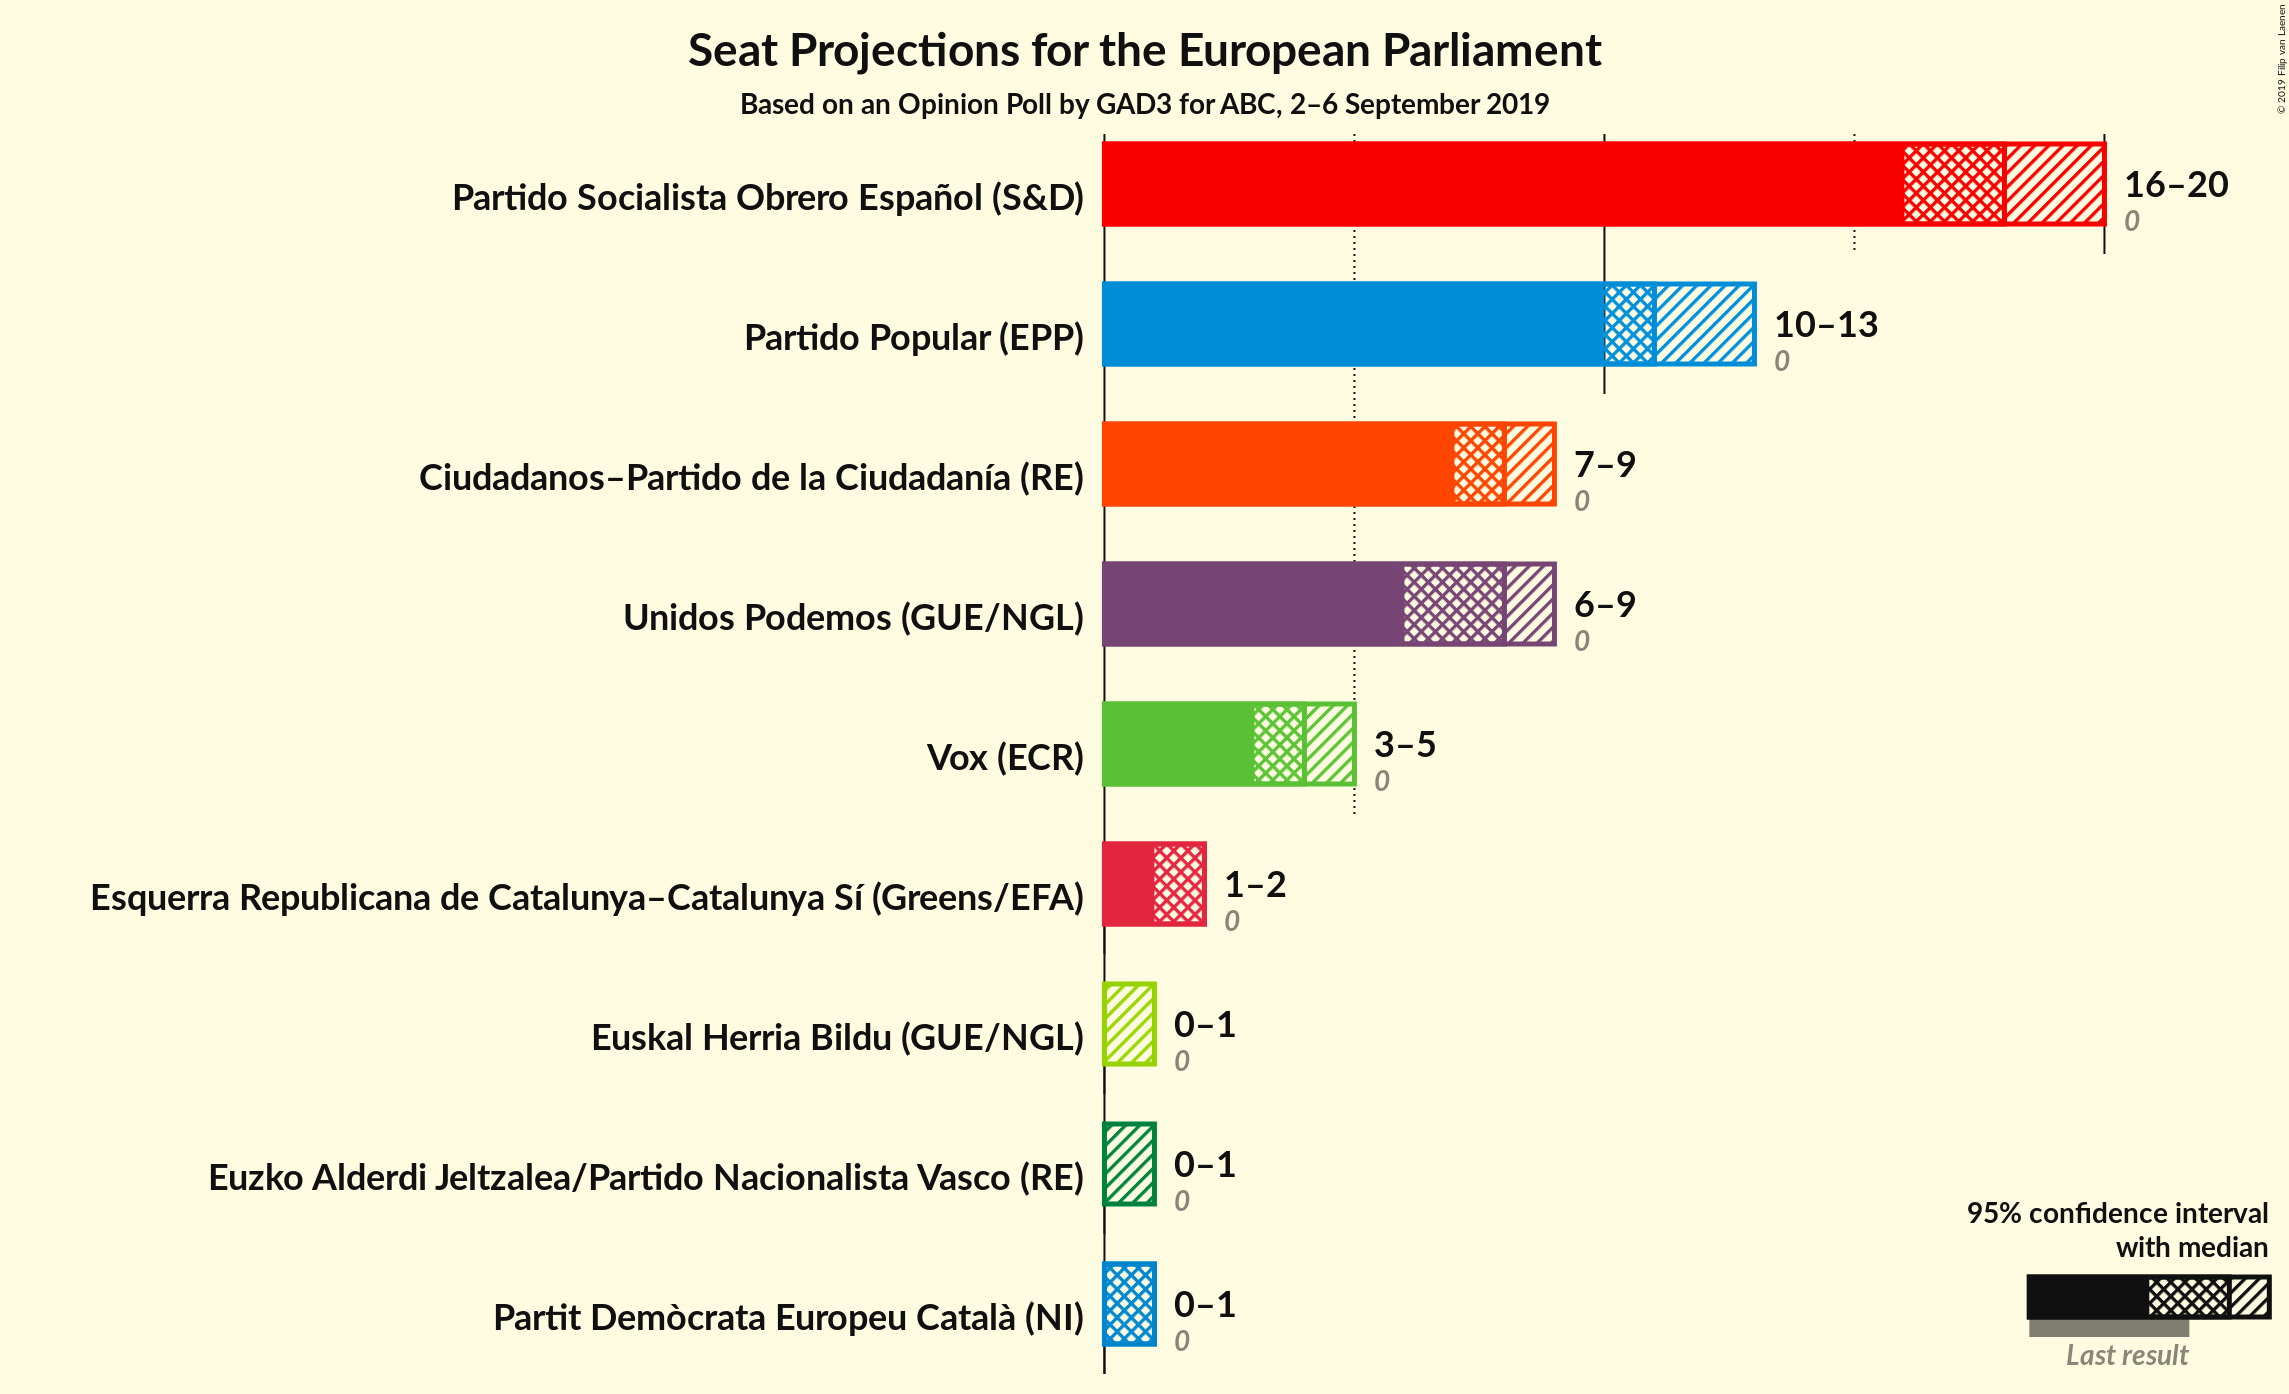 Seat Projections for the European Parliament
Based on an Opinion Poll by GAD3 for ABC, 2–6 September 2019
© 2019 Filip van Laenen
Partido Socialista Obrero Español (S&D)
16–20
0
Partido Popular (EPP)
10–13
0
Ciudadanos–Partido de la Ciudadanía (RE)
7–9
0
Unidos Podemos (GUE/NGL)
6–9
0
Vox (ECR)
3–5
0
Esquerra Republicana de Catalunya–Catalunya Sí (Greens/EFA)
1–2
0
Euskal Herria Bildu (GUE/NGL)
0–1
0
Euzko Alderdi Jeltzalea/Partido Nacionalista Vasco (RE)
0–1
0
Partit Demòcrata Europeu Català (NI)
0–1
0
95% confidence interval
with median
Last result